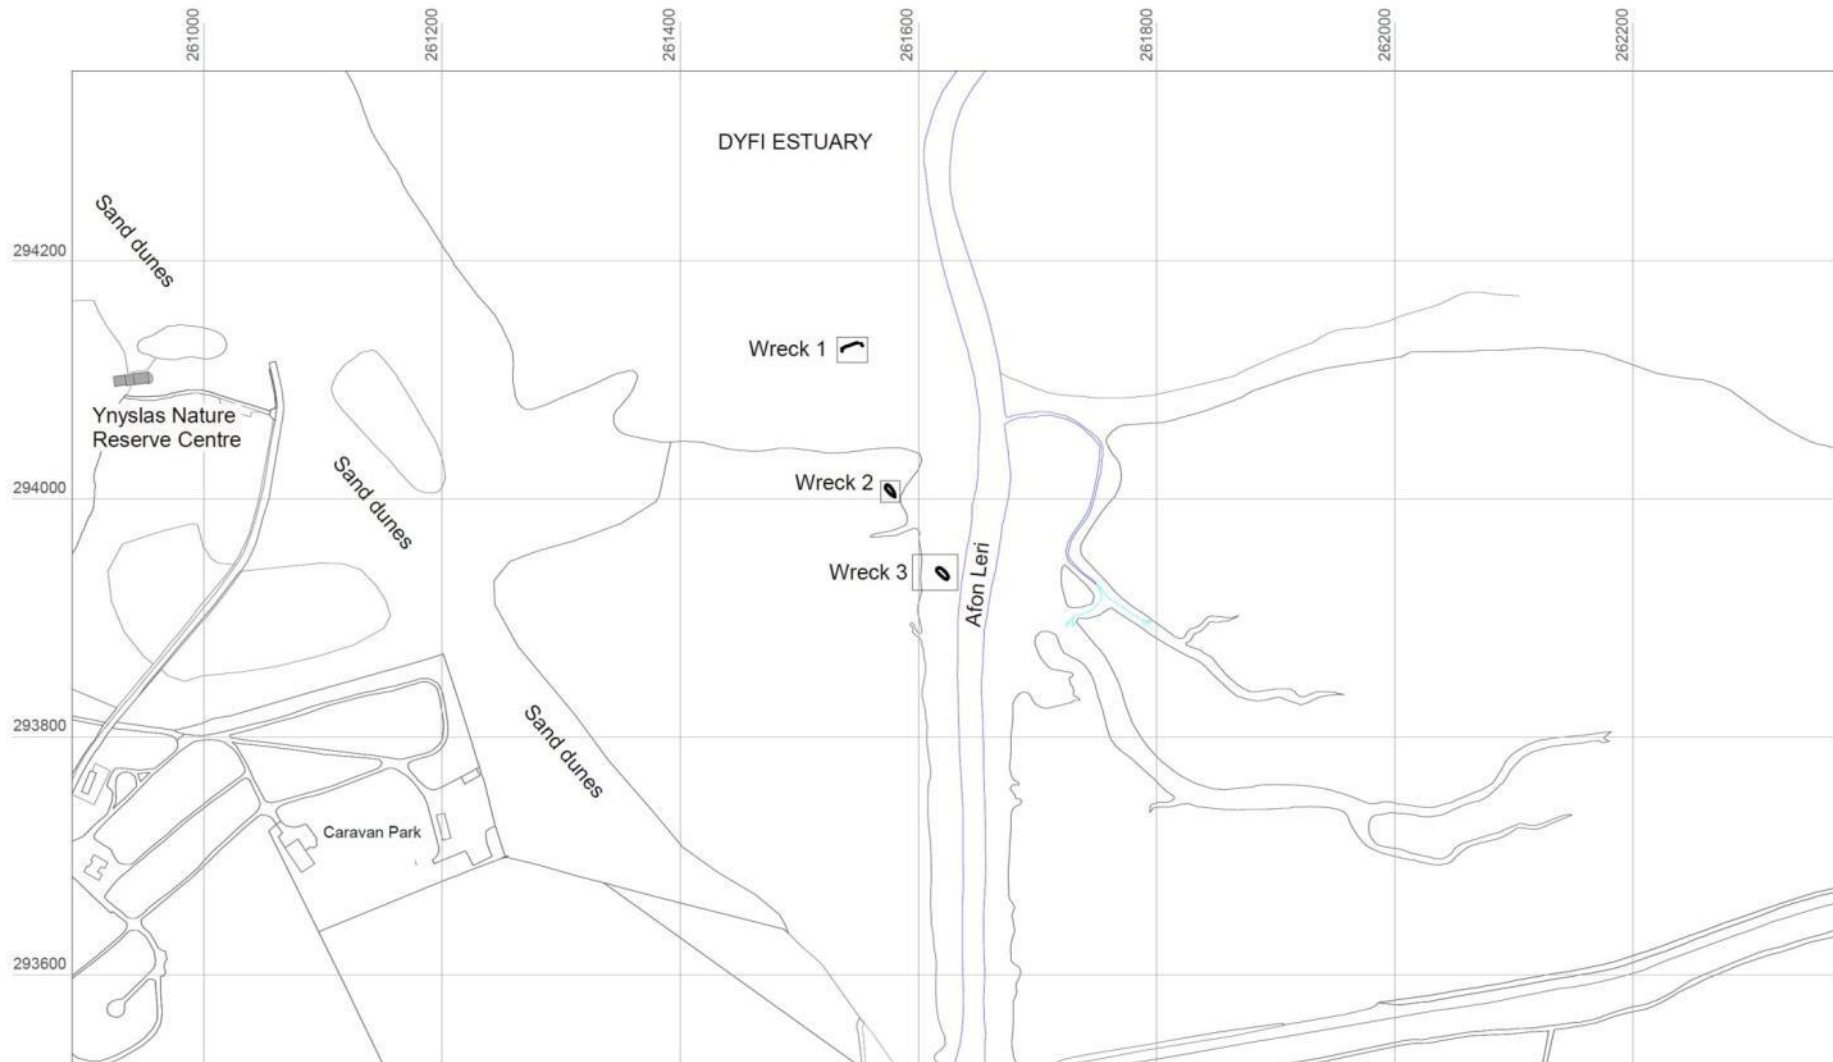 261000
261200
261400
261600
261800
262000
262200
DYFI ESTUARY
Sand dunes
294200
Wreck 1
Ynyslas Nature
Reserve Centre
Sand dunes
294000
Wreck 2
Wreck 3
Afon Leri
293800
Sand dunes
Caravan Park
293600